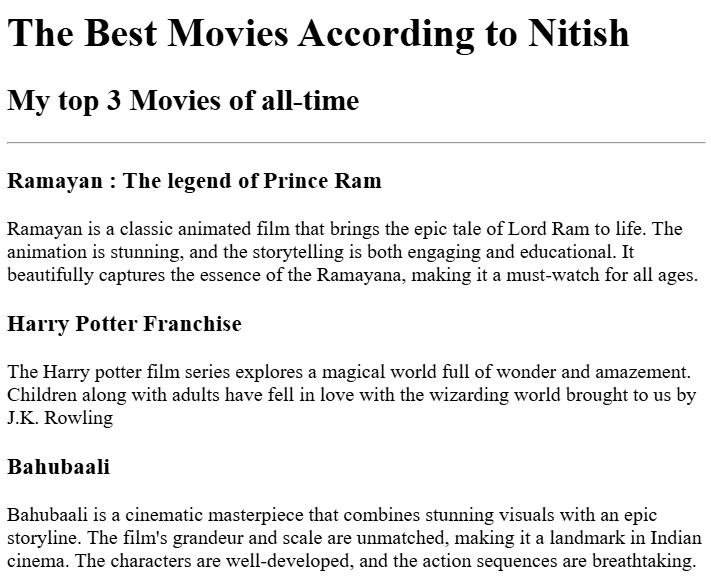 The Best Movies According to Nitish
My top 3 Movies of all-time
Ramayan : The legend of Prince Ram
Ramayan is a classic animated film that brings the epic tale of Lord Ram to life. The
animation is stunning, and the storytelling is both engaging and educational. It
beautifully captures the essence of the Ramayana, making it a must-watch for all ages.
Harry Potter Franchise
The Harry potter film series explores a magical world full of wonder and amazement.
Children along with adults have fell in love with the wizarding world brought to us by
J.K. Rowling
Bahubaali
Bahubaali is a cinematic masterpiece that combines stunning visuals with an epic
storyline. The film's grandeur and scale are unmatched, making it a landmark in Indian
cinema. The characters are well-developed, and the action sequences are breathtaking.